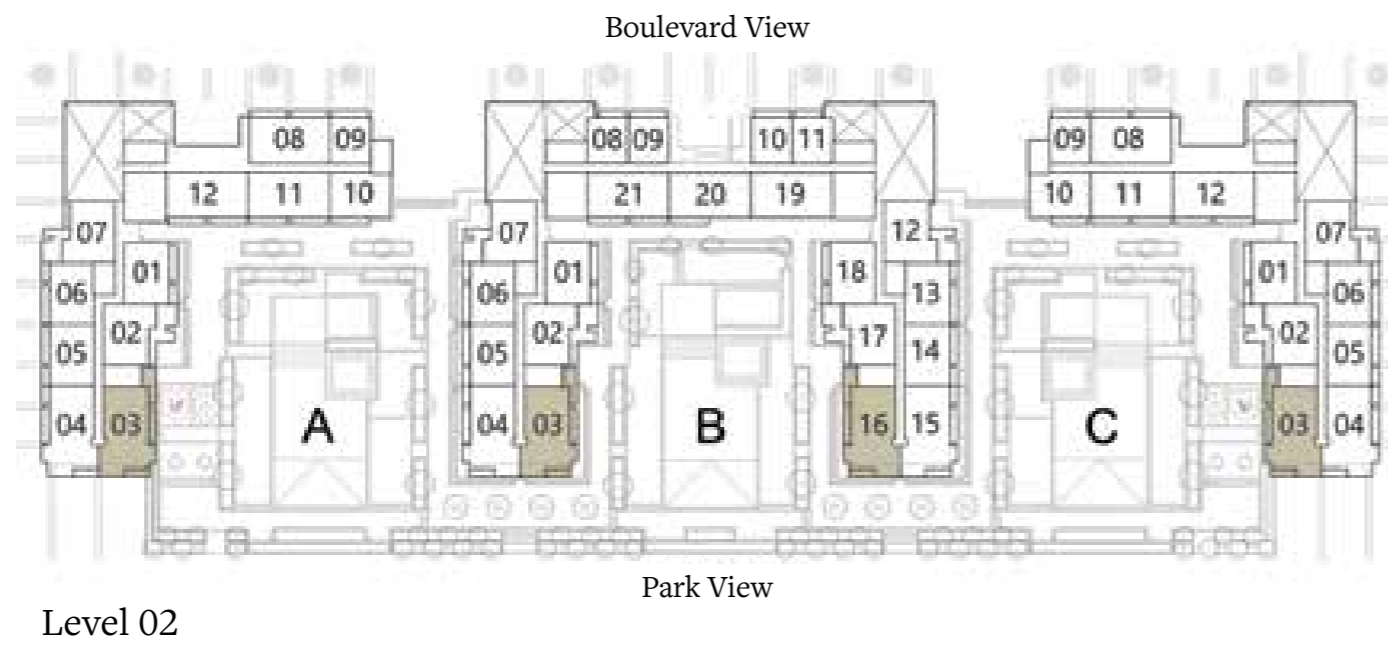 Boulevard View
08 09 08 09 10 11 09 08
12 11 10 21 20 19 10 11 12
07 07 12 07
01 01 18 01
06 06 13 06
02 02 17 02
05 05 14 05
04 03 A 04 03 B 16 15 C 03 04
Park View
Level 02